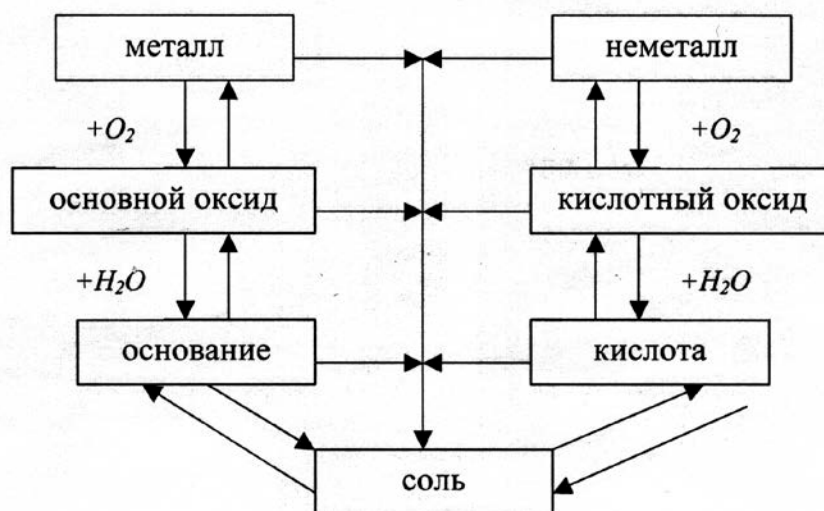 металл неметалл
+O₂ +O₂
основной оксид кислотный оксид
+H₂O +H₂O
основание кислота
соль